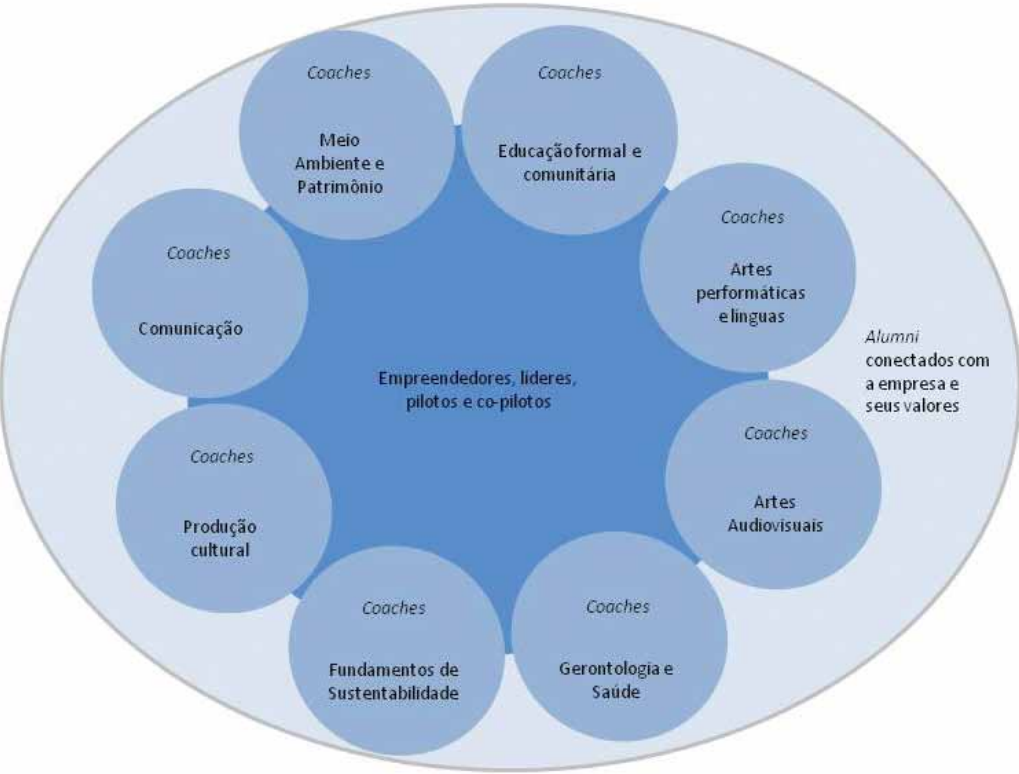 Coaches
Meio
Ambiente e
Patrimônio
Coaches
Educação formal e
comunitária
Coaches
Artes
performáticas
e línguas
Alumni
conectados com
a empresa e
seus valores
Coaches
Artes
Audiovisuais
Coaches
Gerontologia e
Saúde
Coaches
Fundamentos de
Sustentabilidade
Coaches
Produção
cultural
Coaches
Comunicação
Empreendedores, líderes,
pilotos e co-pilotos